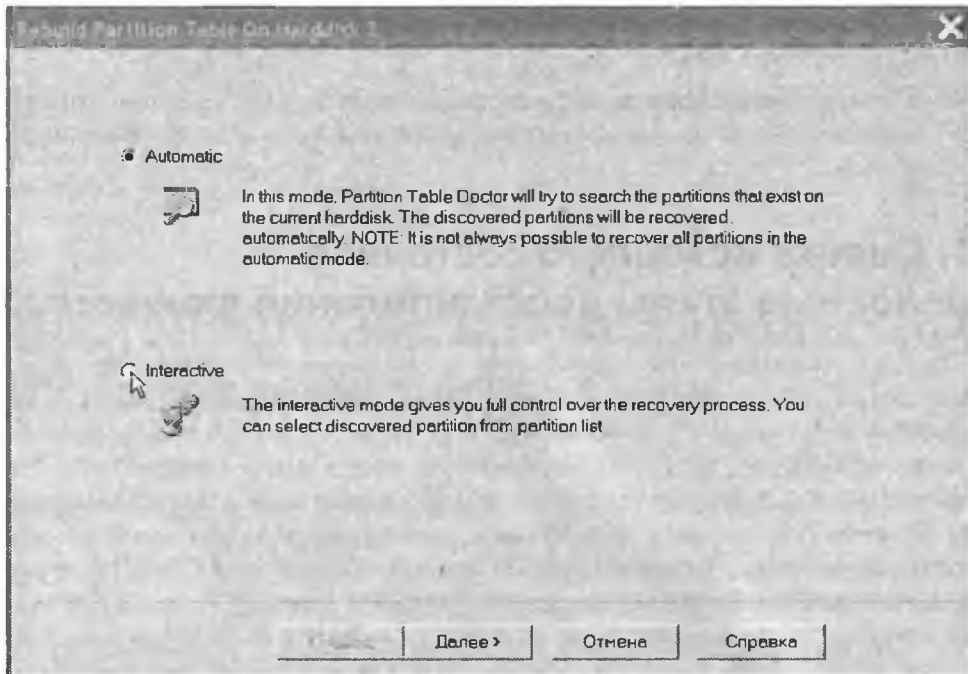 Rebuild Partition Table On Harddisk 1
Automatic
In this mode, Partition Table Doctor will try to search the partitions that exist on
the current harddisk. The discovered partitions will be recovered
automatically. NOTE: It is not always possible to recover all partitions in the
automatic mode.
Interactive
The interactive mode gives you full control over the recovery process. You
can select discovered partition from partition list
Далее >
Отмена
Справка